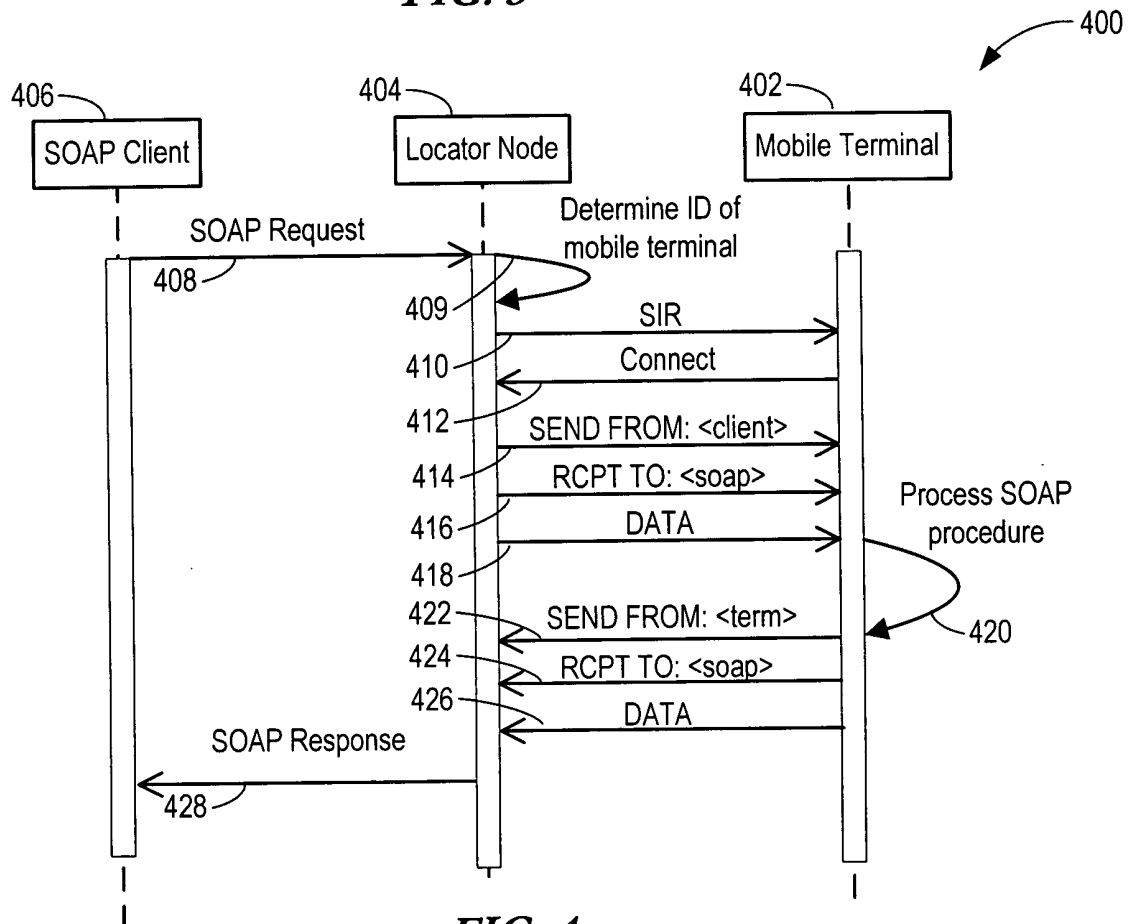 FIG. 3
400
406
404
402
SOAP Client
Locator Node
Mobile Terminal
Determine ID of
mobile terminal
SOAP Request
408
409
SIR
410
Connect
412
SEND FROM: <client>
414
RCPT TO: <soap>
416
Process SOAP
procedure
DATA
418
422
SEND FROM: <term>
420
424
RCPT TO: <soap>
426
DATA
SOAP Response
428